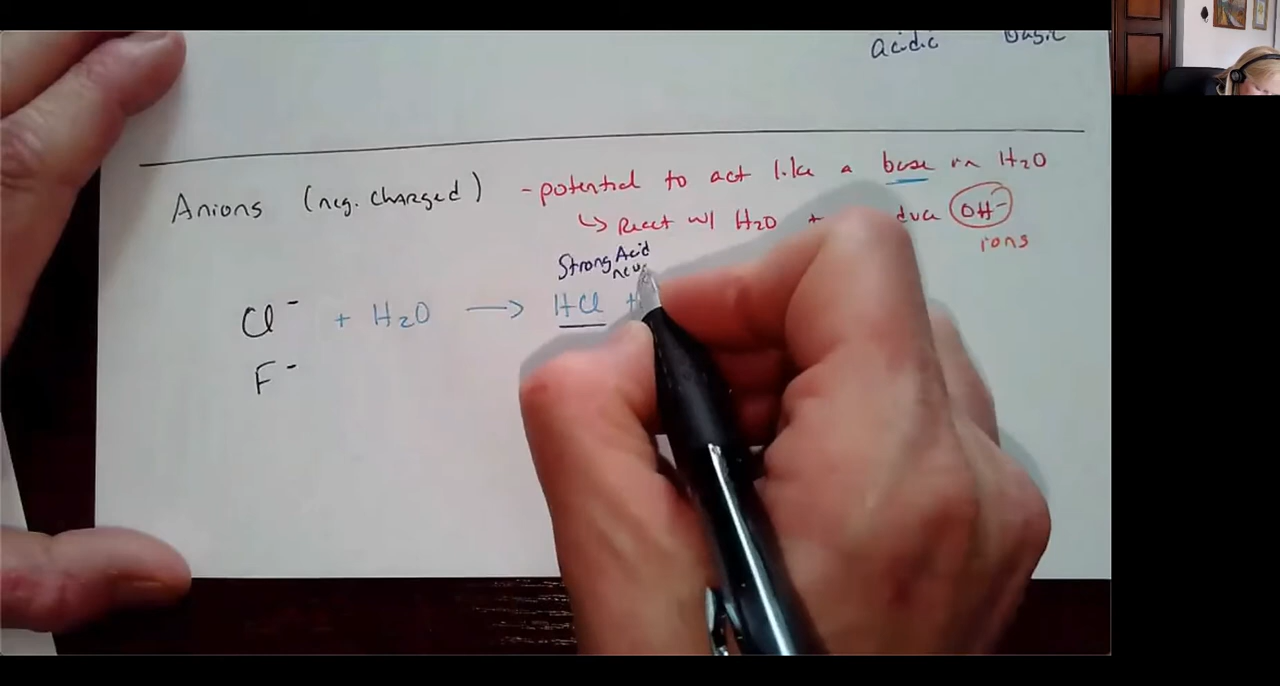 acidic basic
Anions (neg. charged) - potential to act like a base in H2O
↳ React w/ H2O OH⁻
ions
Strong Acid
Cl⁻ + H2O → HCl +
F⁻